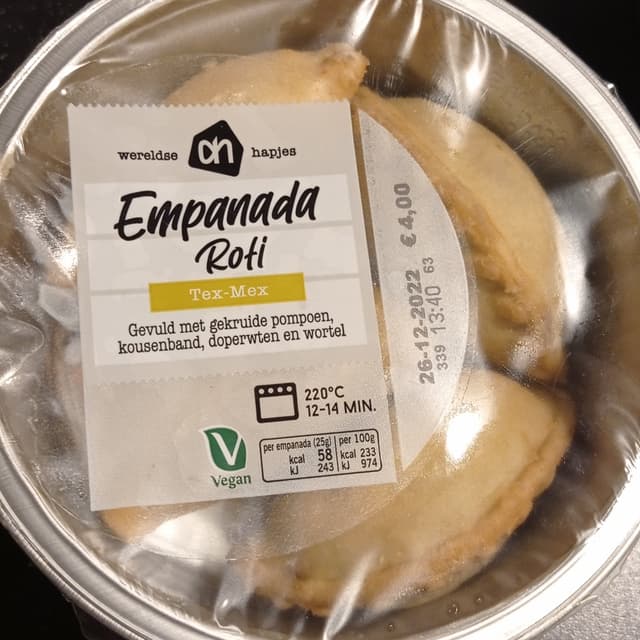 wereldse ah hapjes
Empanada
Roti
Tex-Mex
Gevuld met gekruide pompoen,
kousenband, doperwten en wortel
220°C
12-14 MIN.
V
Vegan
per empanada (25g) per 100g
kcal 58 kcal 233
kJ 243 kJ 974
26-12-2022 €4,00
339 13:40 63